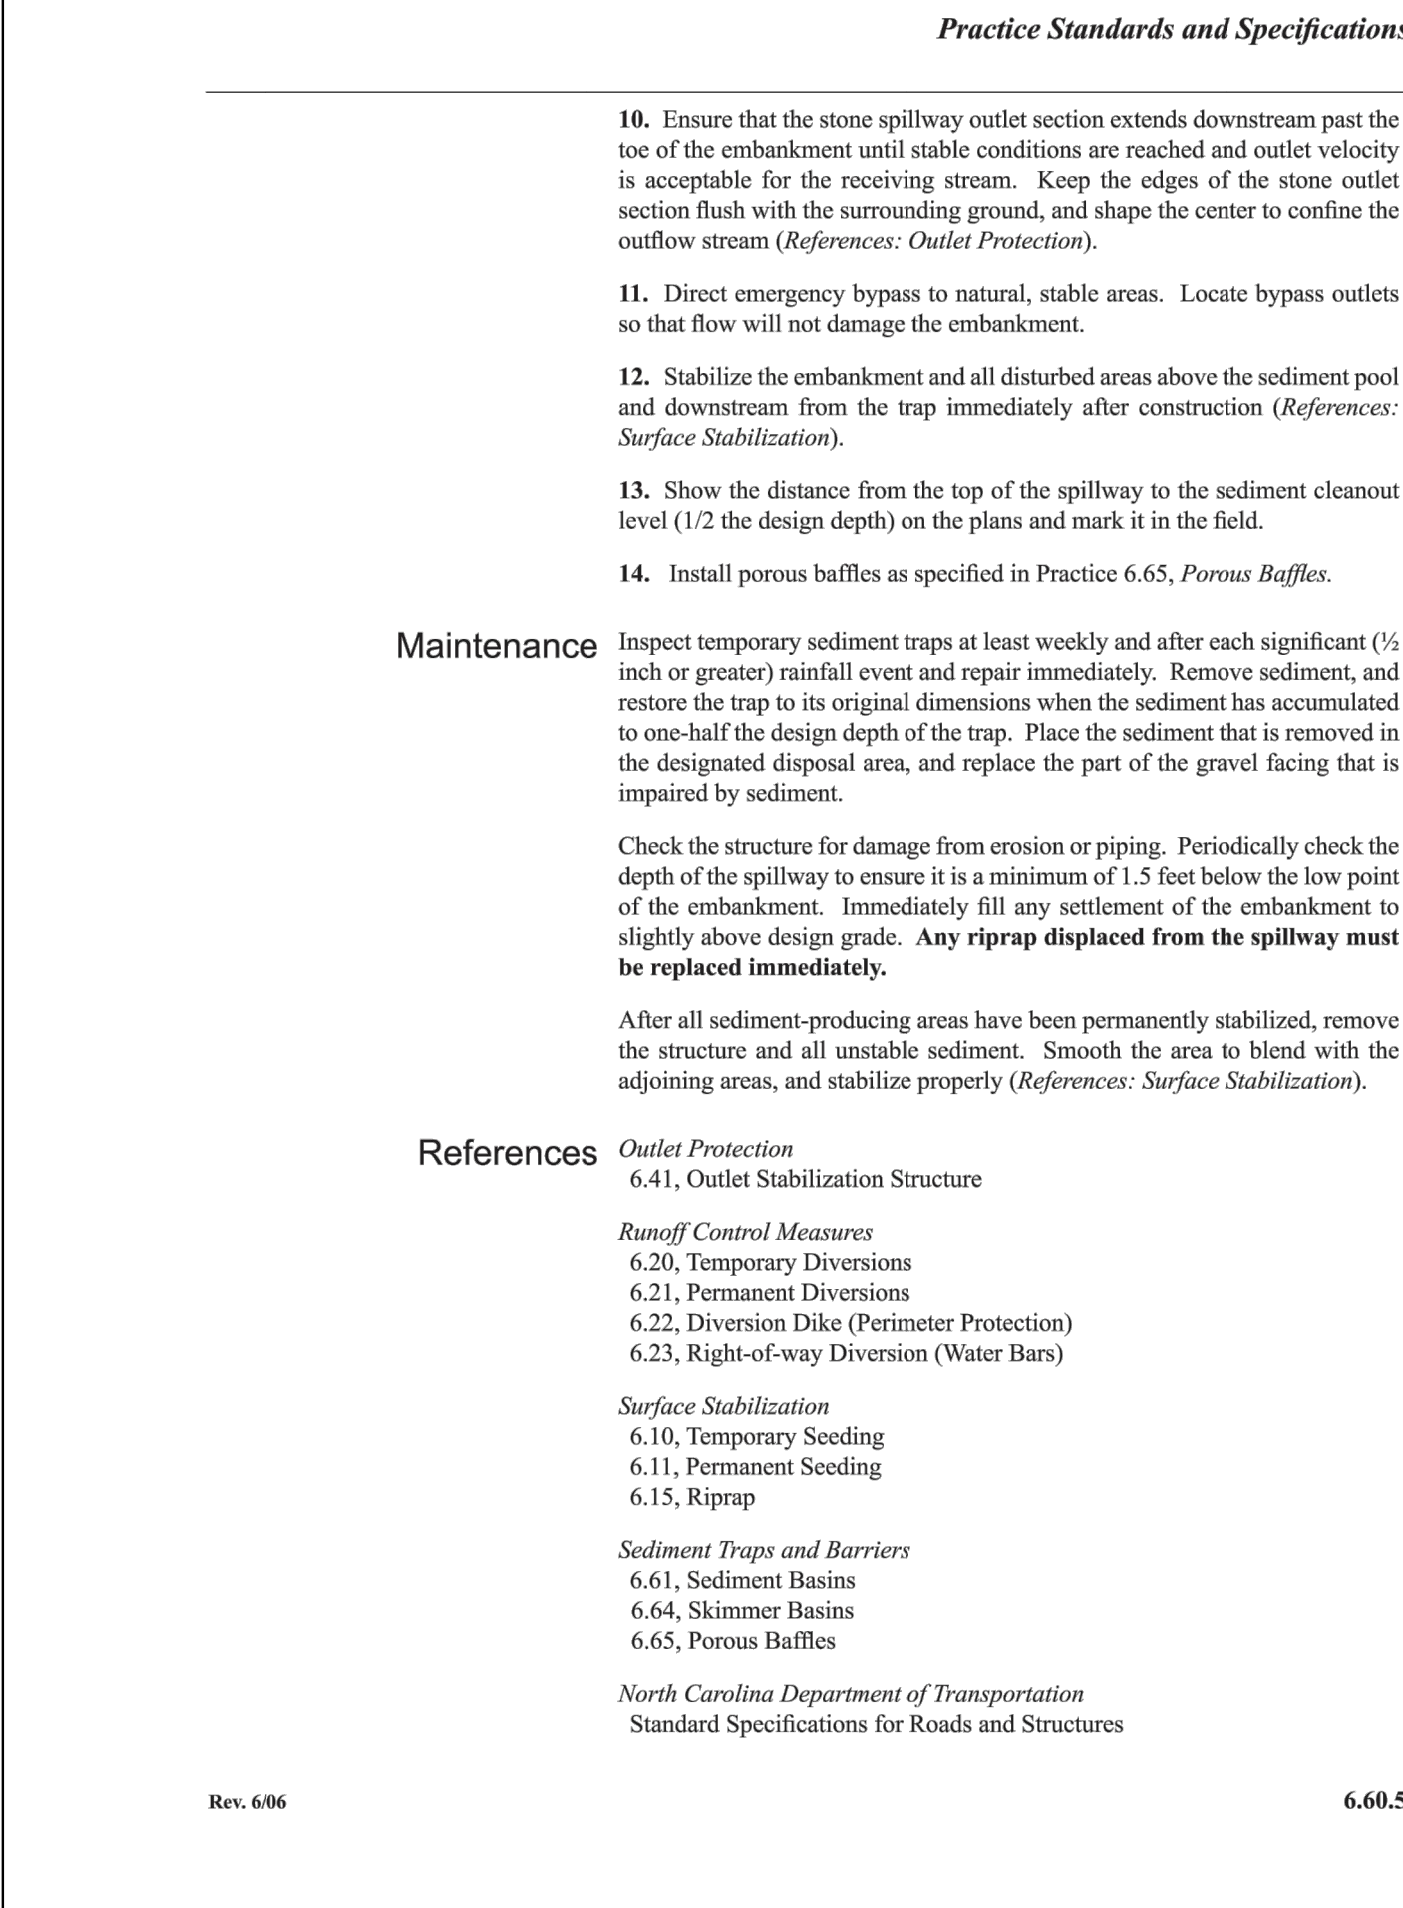 Practice Standards and Specifications
10. Ensure that the stone spillway outlet section extends downstream past the
toe of the embankment until stable conditions are reached and outlet velocity
is acceptable for the receiving stream. Keep the edges of the stone outlet
section flush with the surrounding ground, and shape the center to confine the
outflow stream (References: Outlet Protection).
11. Direct emergency bypass to natural, stable areas. Locate bypass outlets
so that flow will not damage the embankment.
12. Stabilize the embankment and all disturbed areas above the sediment pool
and downstream from the trap immediately after construction (References:
Surface Stabilization).
13. Show the distance from the top of the spillway to the sediment cleanout
level (1/2 the design depth) on the plans and mark it in the field.
14. Install porous baffles as specified in Practice 6.65, Porous Baffles.
Maintenance
Inspect temporary sediment traps at least weekly and after each significant (½
inch or greater) rainfall event and repair immediately. Remove sediment, and
restore the trap to its original dimensions when the sediment has accumulated
to one-half the design depth of the trap. Place the sediment that is removed in
the designated disposal area, and replace the part of the gravel facing that is
impaired by sediment.
Check the structure for damage from erosion or piping. Periodically check the
depth of the spillway to ensure it is a minimum of 1.5 feet below the low point
of the embankment. Immediately fill any settlement of the embankment to
slightly above design grade. Any riprap displaced from the spillway must
be replaced immediately.
After all sediment-producing areas have been permanently stabilized, remove
the structure and all unstable sediment. Smooth the area to blend with the
adjoining areas, and stabilize properly (References: Surface Stabilization).
References
Outlet Protection
6.41, Outlet Stabilization Structure
Runoff Control Measures
6.20, Temporary Diversions
6.21, Permanent Diversions
6.22, Diversion Dike (Perimeter Protection)
6.23, Right-of-way Diversion (Water Bars)
Surface Stabilization
6.10, Temporary Seeding
6.11, Permanent Seeding
6.15, Riprap
Sediment Traps and Barriers
6.61, Sediment Basins
6.64, Skimmer Basins
6.65, Porous Baffles
North Carolina Department of Transportation
Standard Specifications for Roads and Structures
Rev. 6/06
6.60.5